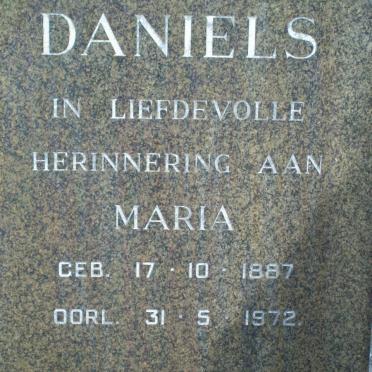 DANIELS
IN LIEFDEVOLLE
HERINNERING AAN
MARIA
GEB. 17 · 10 · 1887
OORL. 31 · 5 · 1972.